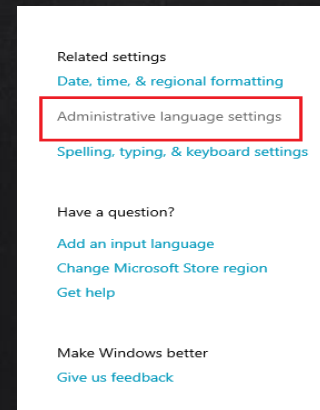 Related settings
Date, time, & regional formatting
Administrative language settings
Spelling, typing, & keyboard settings
Have a question?
Add an input language
Change Microsoft Store region
Get help
Make Windows better
Give us feedback